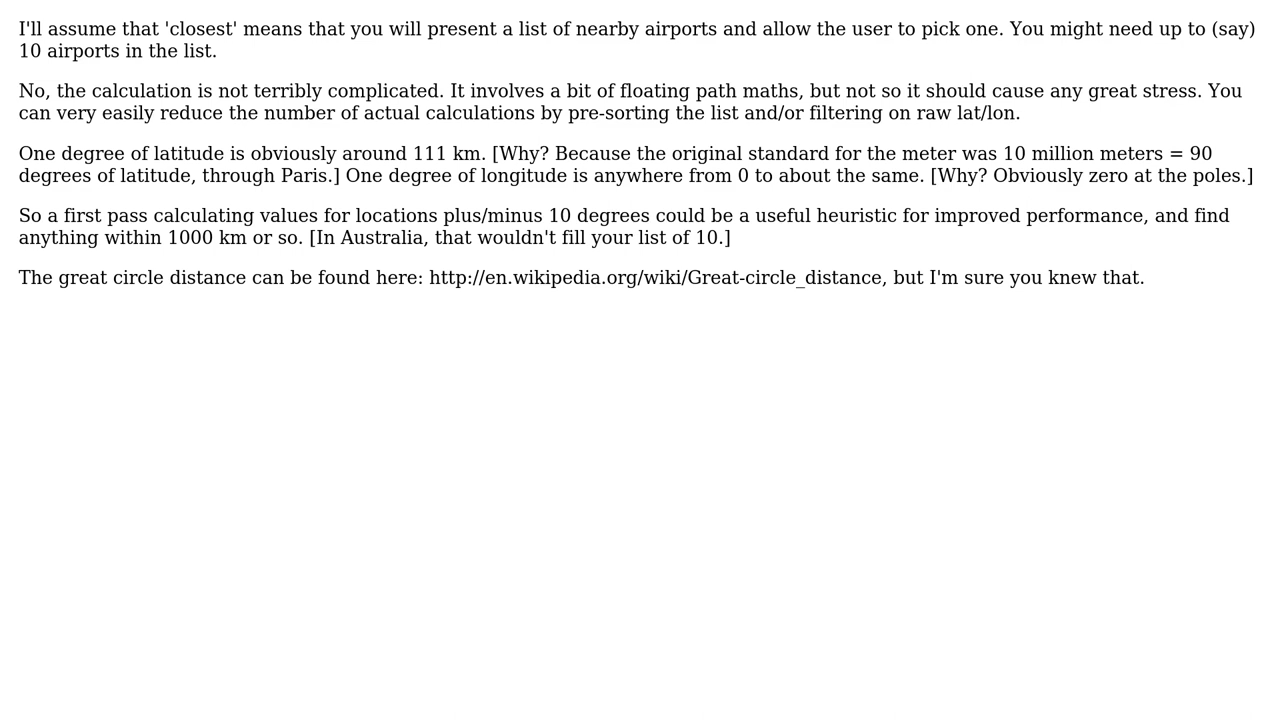 I'll assume that 'closest' means that you will present a list of nearby airports and allow the user to pick one. You might need up to (say)
10 airports in the list.
No, the calculation is not terribly complicated. It involves a bit of floating path maths, but not so it should cause any great stress. You
can very easily reduce the number of actual calculations by pre-sorting the list and/or filtering on raw lat/lon.
One degree of latitude is obviously around 111 km. [Why? Because the original standard for the meter was 10 million meters = 90
degrees of latitude, through Paris.] One degree of longitude is anywhere from 0 to about the same. [Why? Obviously zero at the poles.]
So a first pass calculating values for locations plus/minus 10 degrees could be a useful heuristic for improved performance, and find
anything within 1000 km or so. [In Australia, that wouldn't fill your list of 10.]
The great circle distance can be found here: http://en.wikipedia.org/wiki/Great-circle_distance, but I'm sure you knew that.